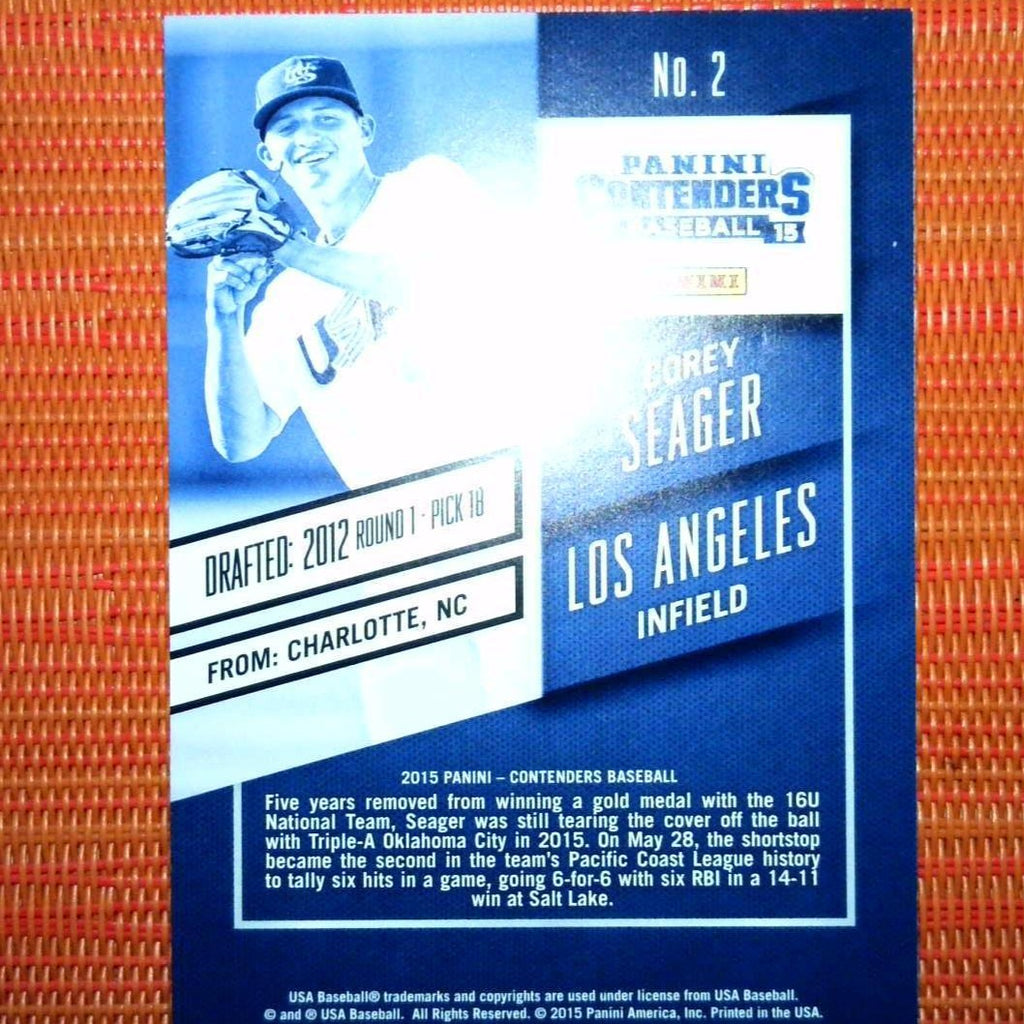 No. 2
PANINI
CONTENDERS
BASEBALL 15
COREY
SEAGER
LOS ANGELES
INFIELD
DRAFTED: 2012 ROUND 1 - PICK 18
FROM: CHARLOTTE, NC
2015 PANINI – CONTENDERS BASEBALL
Five years removed from winning a gold medal with the 16U
National Team, Seager was still tearing the cover off the ball
with Triple-A Oklahoma City in 2015. On May 28, the shortstop
became the second in the team's Pacific Coast League history
to tally six hits in a game, going 6-for-6 with six RBI in a 14-11
win at Salt Lake.
USA Baseball® trademarks and copyrights are used under license from USA Baseball.
© and ® USA Baseball. All Rights Reserved. © 2015 Panini America, Inc. Printed in the USA.